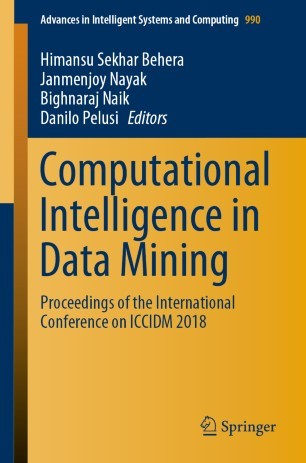 Advances in Intelligent Systems and Computing 990
Himansu Sekhar Behera
Janmenjoy Nayak
Bighnaraj Naik
Danilo Pelusi Editors
Computational
Intelligence in
Data Mining
Proceedings of the International
Conference on ICCIDM 2018
Springer